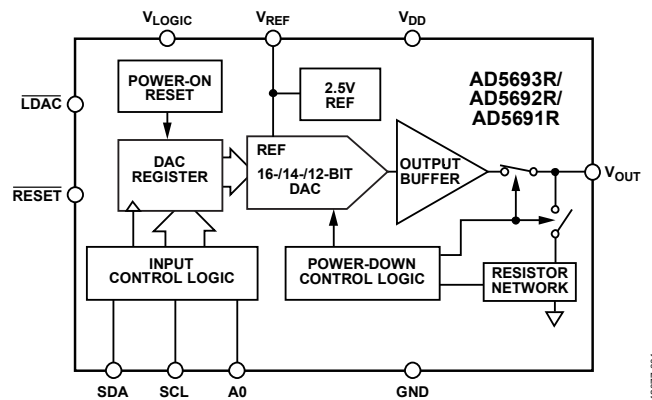 VLOGIC
VREF
VDD
POWER-ON
RESET
2.5V
REF
AD5693R/
AD5692R/
AD5691R
LDAC
DAC
REGISTER
REF
16-/14-/12-BIT
DAC
OUTPUT
BUFFER
VOUT
RESET
INPUT
CONTROL LOGIC
POWER-DOWN
CONTROL LOGIC
RESISTOR
NETWORK
SDA
SCL
A0
GND